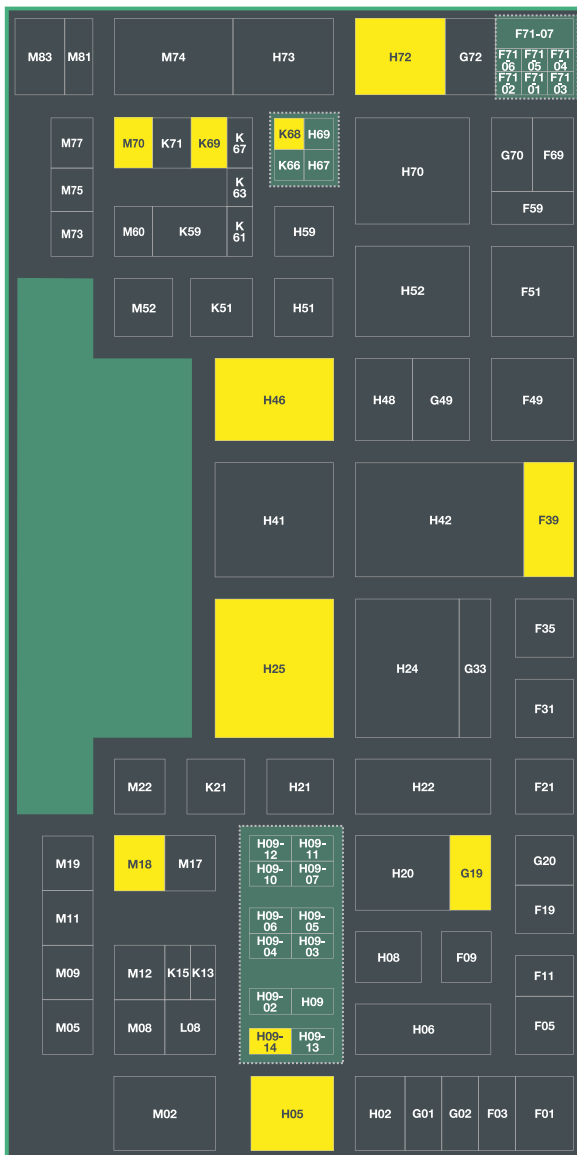 M83 M81 M74 H73 H72 G72 F71-07
F71
06 F71
05 F71
04
F71
02 F71
01 F71
03
M77 M70 K71 K69 K
67 K68 H69 H70 G70 F69
K66 H67
M75 K
63
F59
M73 M60 K59 K
61 H59
M52 K51 H51 H52 F51
H46 H48 G49 F49
H41 H42 F39
H25 H24 G33 F35
F31
M22 K21 H21 H22 F21
M19 M18 M17 H09-
12 H09-
11 H20 G19 G20
H09-
10 H09-
07
M11 H09-
06 H09-
05 F19
H09-
04 H09-
03 H08 F09
M09 M12 K15 K13 F11
H09-
02 H09
M05 M08 L08 H09-
14 H09-
13 H06 F05
M02 H05 H02 G01 G02 F03 F01